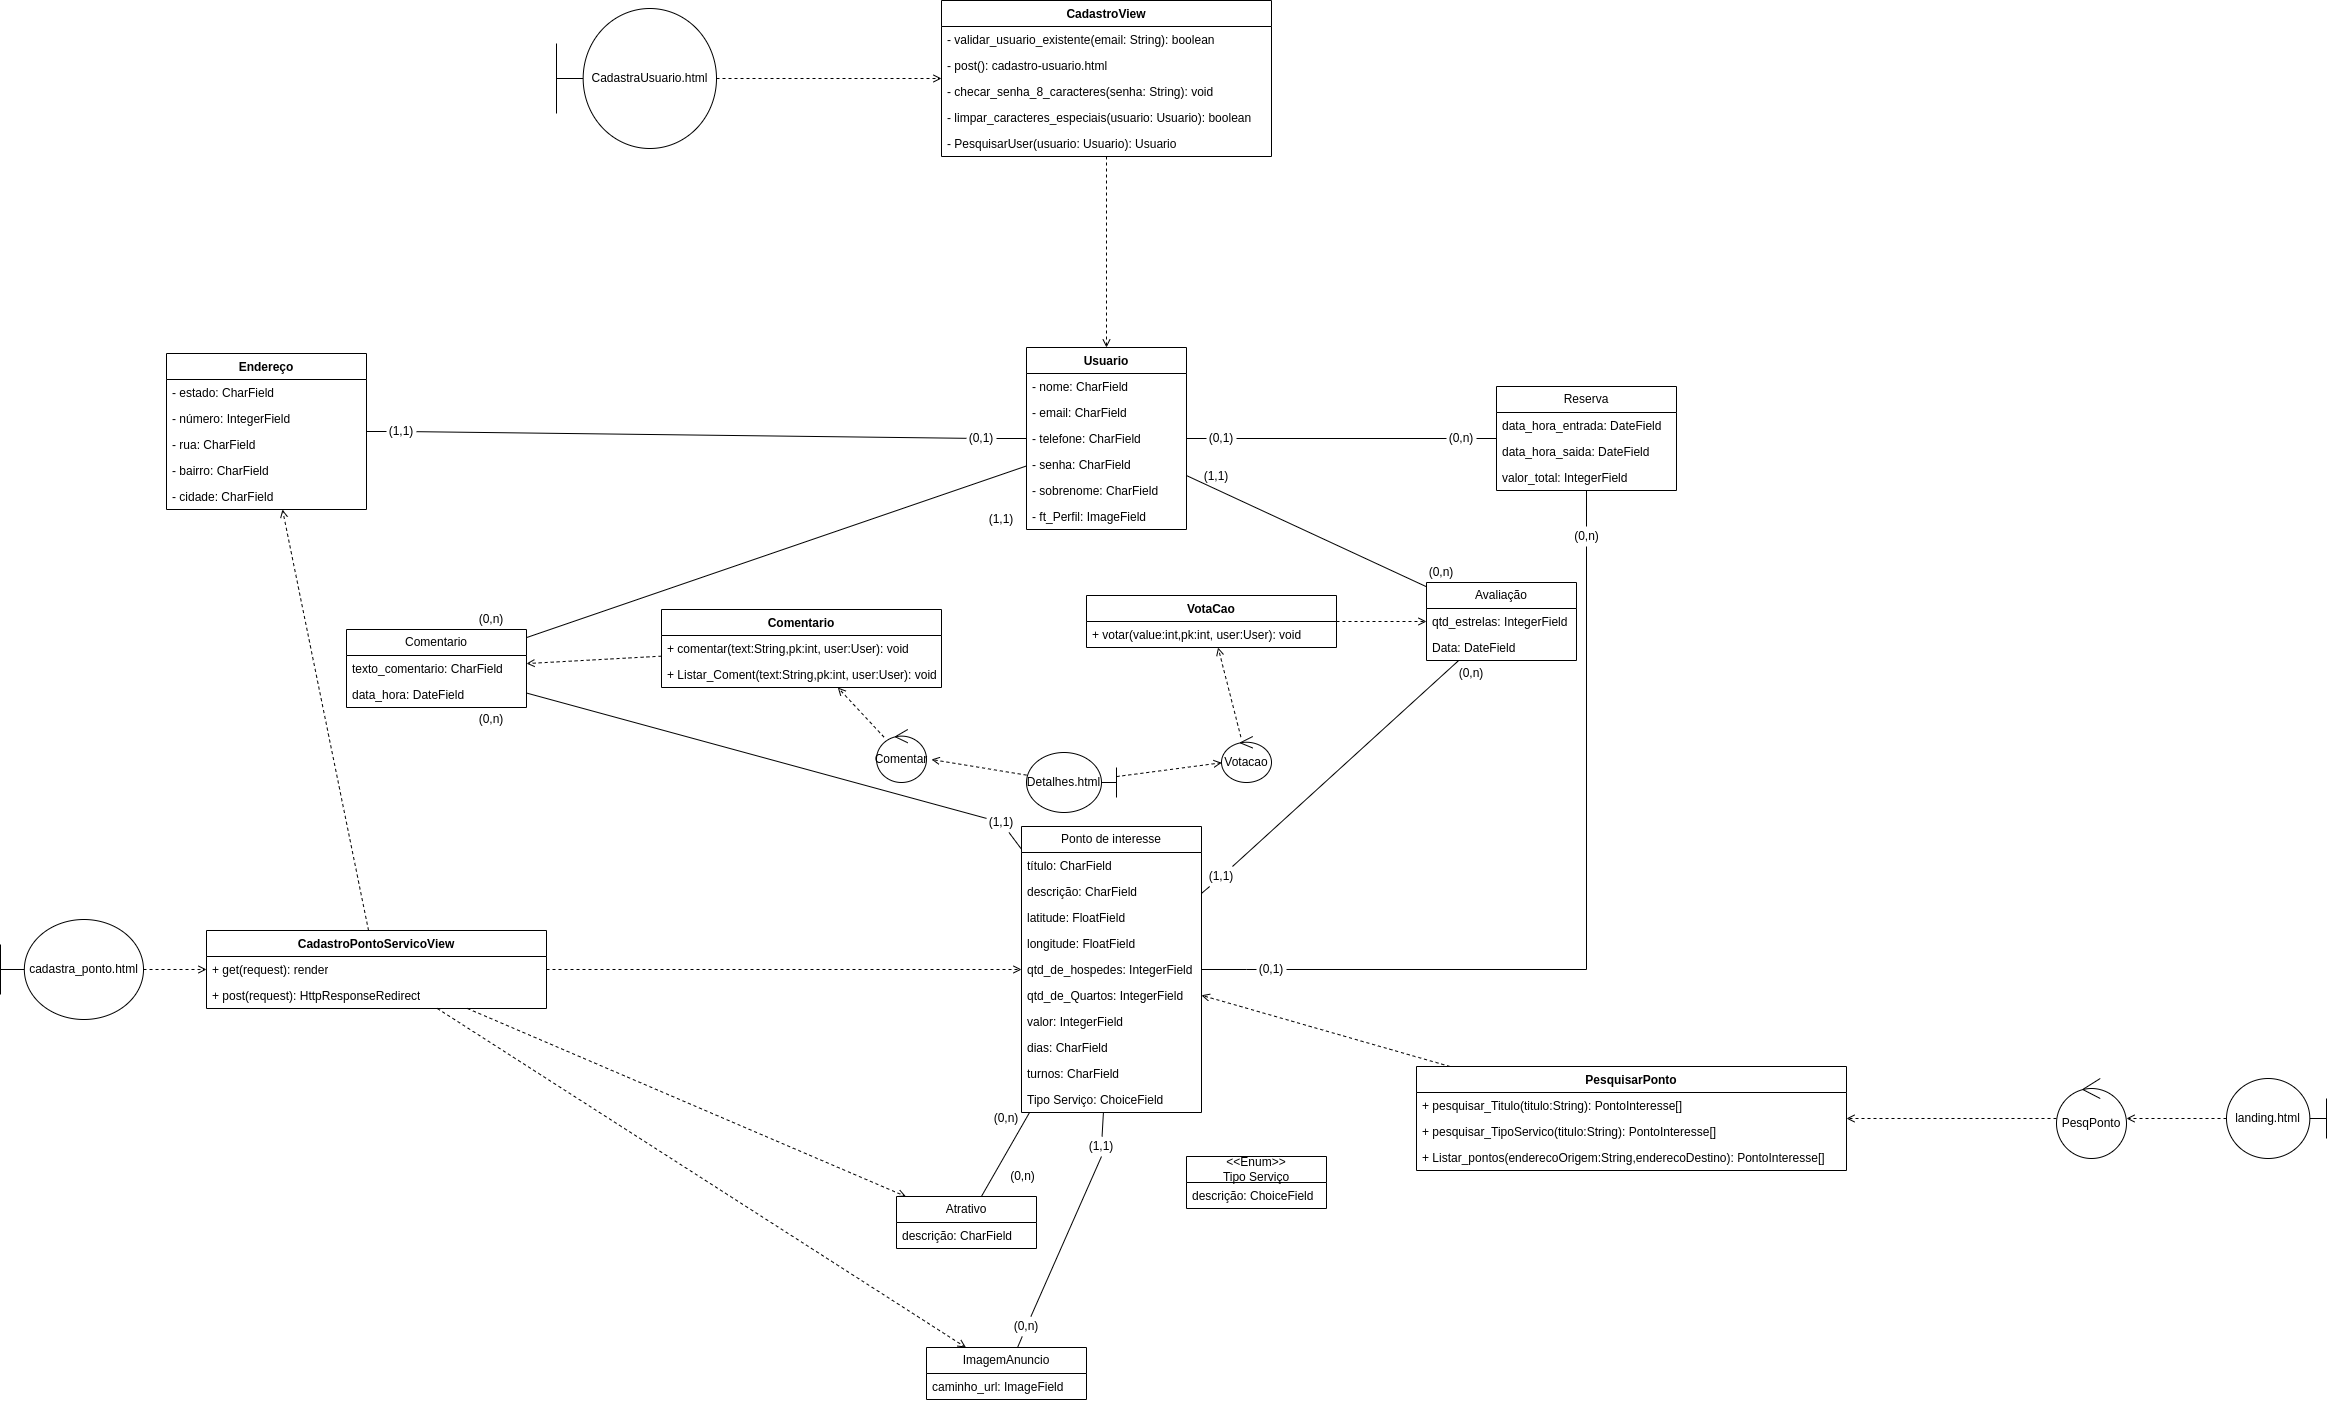 CadastraUsuario.html
CadastroView
- validar_usuario_existente(email: String): boolean
- post(): cadastro-usuario.html
- checar_senha_8_caracteres(senha: String): void
- limpar_caracteres_especiais(usuario: Usuario): boolean
- PesquisarUser(usuario: Usuario): Usuario
Endereço
- estado: CharField
- número: IntegerField
- rua: CharField
- bairro: CharField
- cidade: CharField
(1,1)
(0,1)
Usuario
- nome: CharField
- email: CharField
- telefone: CharField
- senha: CharField
- sobrenome: CharField
- ft_Perfil: ImageField
(0,1)
(0,n)
Reserva
data_hora_entrada: DateField
data_hora_saida: DateField
valor_total: IntegerField
(1,1)
(1,1)
(0,n)
(0,n)
(0,n)
Comentario
texto_comentario: CharField
data_hora: DateField
(0,n)
Comentario
+ comentar(text:String,pk:int, user:User): void
+ Listar_Coment(text:String,pk:int, user:User): void
VotaCao
+ votar(value:int,pk:int, user:User): void
Avaliação
qtd_estrelas: IntegerField
Data: DateField
(0,n)
Comentar
Detalhes.html
Votacao
(1,1)
(1,1)
Ponto de interesse
título: CharField
descrição: CharField
latitude: FloatField
longitude: FloatField
qtd_de_hospedes: IntegerField
qtd_de_Quartos: IntegerField
valor: IntegerField
dias: CharField
turnos: CharField
Tipo Serviço: ChoiceField
(0,1)
cadastra_ponto.html
CadastroPontoServicoView
+ get(request): render
+ post(request): HttpResponseRedirect
PesquisarPonto
+ pesquisar_Titulo(titulo:String): PontoInteresse[]
+ pesquisar_TipoServico(titulo:String): PontoInteresse[]
+ Listar_pontos(enderecoOrigem:String,enderecoDestino): PontoInteresse[]
PesqPonto
landing.html
(0,n)
(1,1)
(0,n)
<<Enum>>
Tipo Serviço
descrição: ChoiceField
Atrativo
descrição: CharField
(0,n)
ImagemAnuncio
caminho_url: ImageField